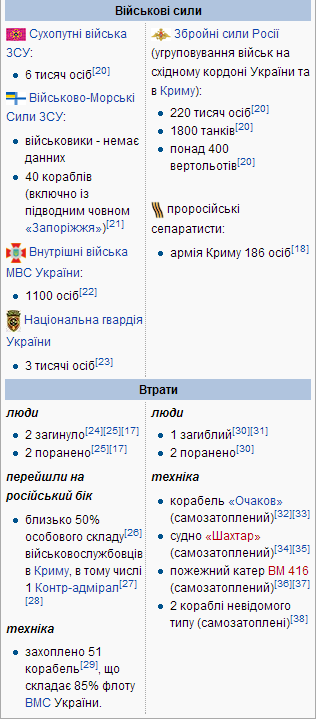 Військові сили
Сухопутні війська
ЗСУ:
6 тисяч осіб[20]
Військово-Морські
Сили ЗСУ:
військовики - немає
даних
40 кораблів
(включно із
підводним човном
«Запоріжжя»)[21]
Внутрішні війська
МВС України:
1100 осіб[22]
Національна гвардія
України
3 тисячі осіб[23]
Збройні сили Росії
(угруповування військ на
східному кордоні України та
в Криму):
220 тисяч осіб[20]
1800 танків[20]
понад 400
вертольотів[20]
проросійські
сепаратисти:
армія Криму 186 осіб[18]
Втрати
люди
2 загинуло[24][25][17]
2 поранено[25][17]
перейшли на
російський бік
близько 50%
особового складу[26]
військовослужбовців
в Криму, в тому числі
1 Контр-адмірал[27]
[28]
техніка
захоплено 51
корабель[29], що
складає 85% флоту
ВМС України.
люди
1 загиблий[30][31]
2 поранено[30]
техніка
корабель «Очаков»
(самозатоплений)[32][33]
судно «Шахтар»
(самозатоплений)[34][35]
пожежний катер ВМ 416
(самозатоплений)[36][37]
2 кораблі невідомого
типу (самозатоплені)[38]